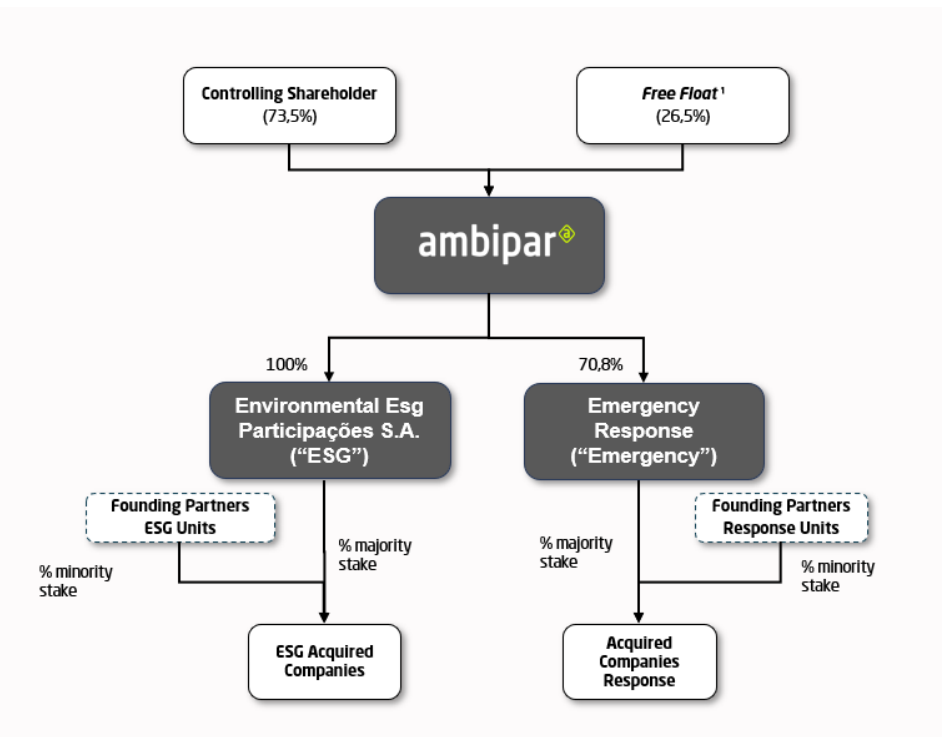 Controlling Shareholder
(73,5%)
Free Float ¹
(26,5%)
ambipar
100%
70,8%
Environmental Esg
Participações S.A.
(“ESG”)
Emergency
Response
(“Emergency”)
Founding Partners
ESG Units
Founding Partners
Response Units
% minority
stake
% majority
stake
% majority
stake
% minority
stake
ESG Acquired
Companies
Acquired
Companies
Response